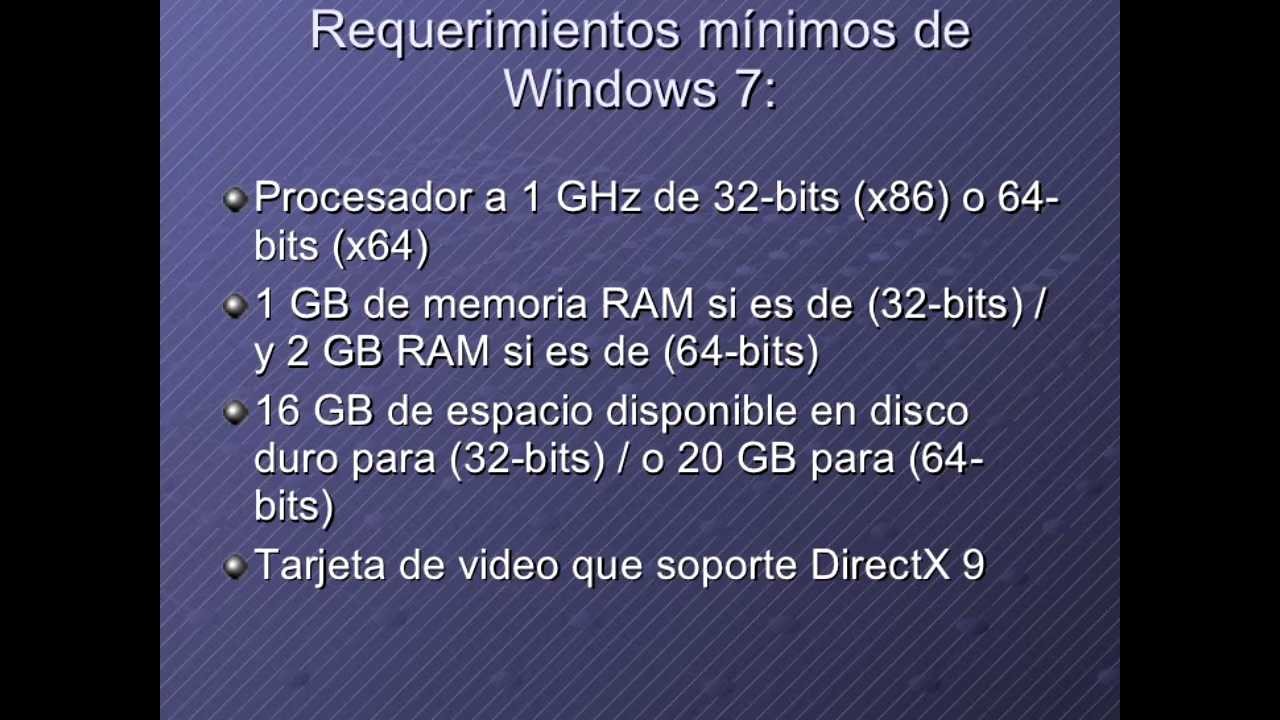 Requerimientos mínimos de
Windows 7:
Procesador a 1 GHz de 32-bits (x86) o 64-
bits (x64)
1 GB de memoria RAM si es de (32-bits) /
y 2 GB RAM si es de (64-bits)
16 GB de espacio disponible en disco
duro para (32-bits) / o 20 GB para (64-
bits)
Tarjeta de video que soporte DirectX 9